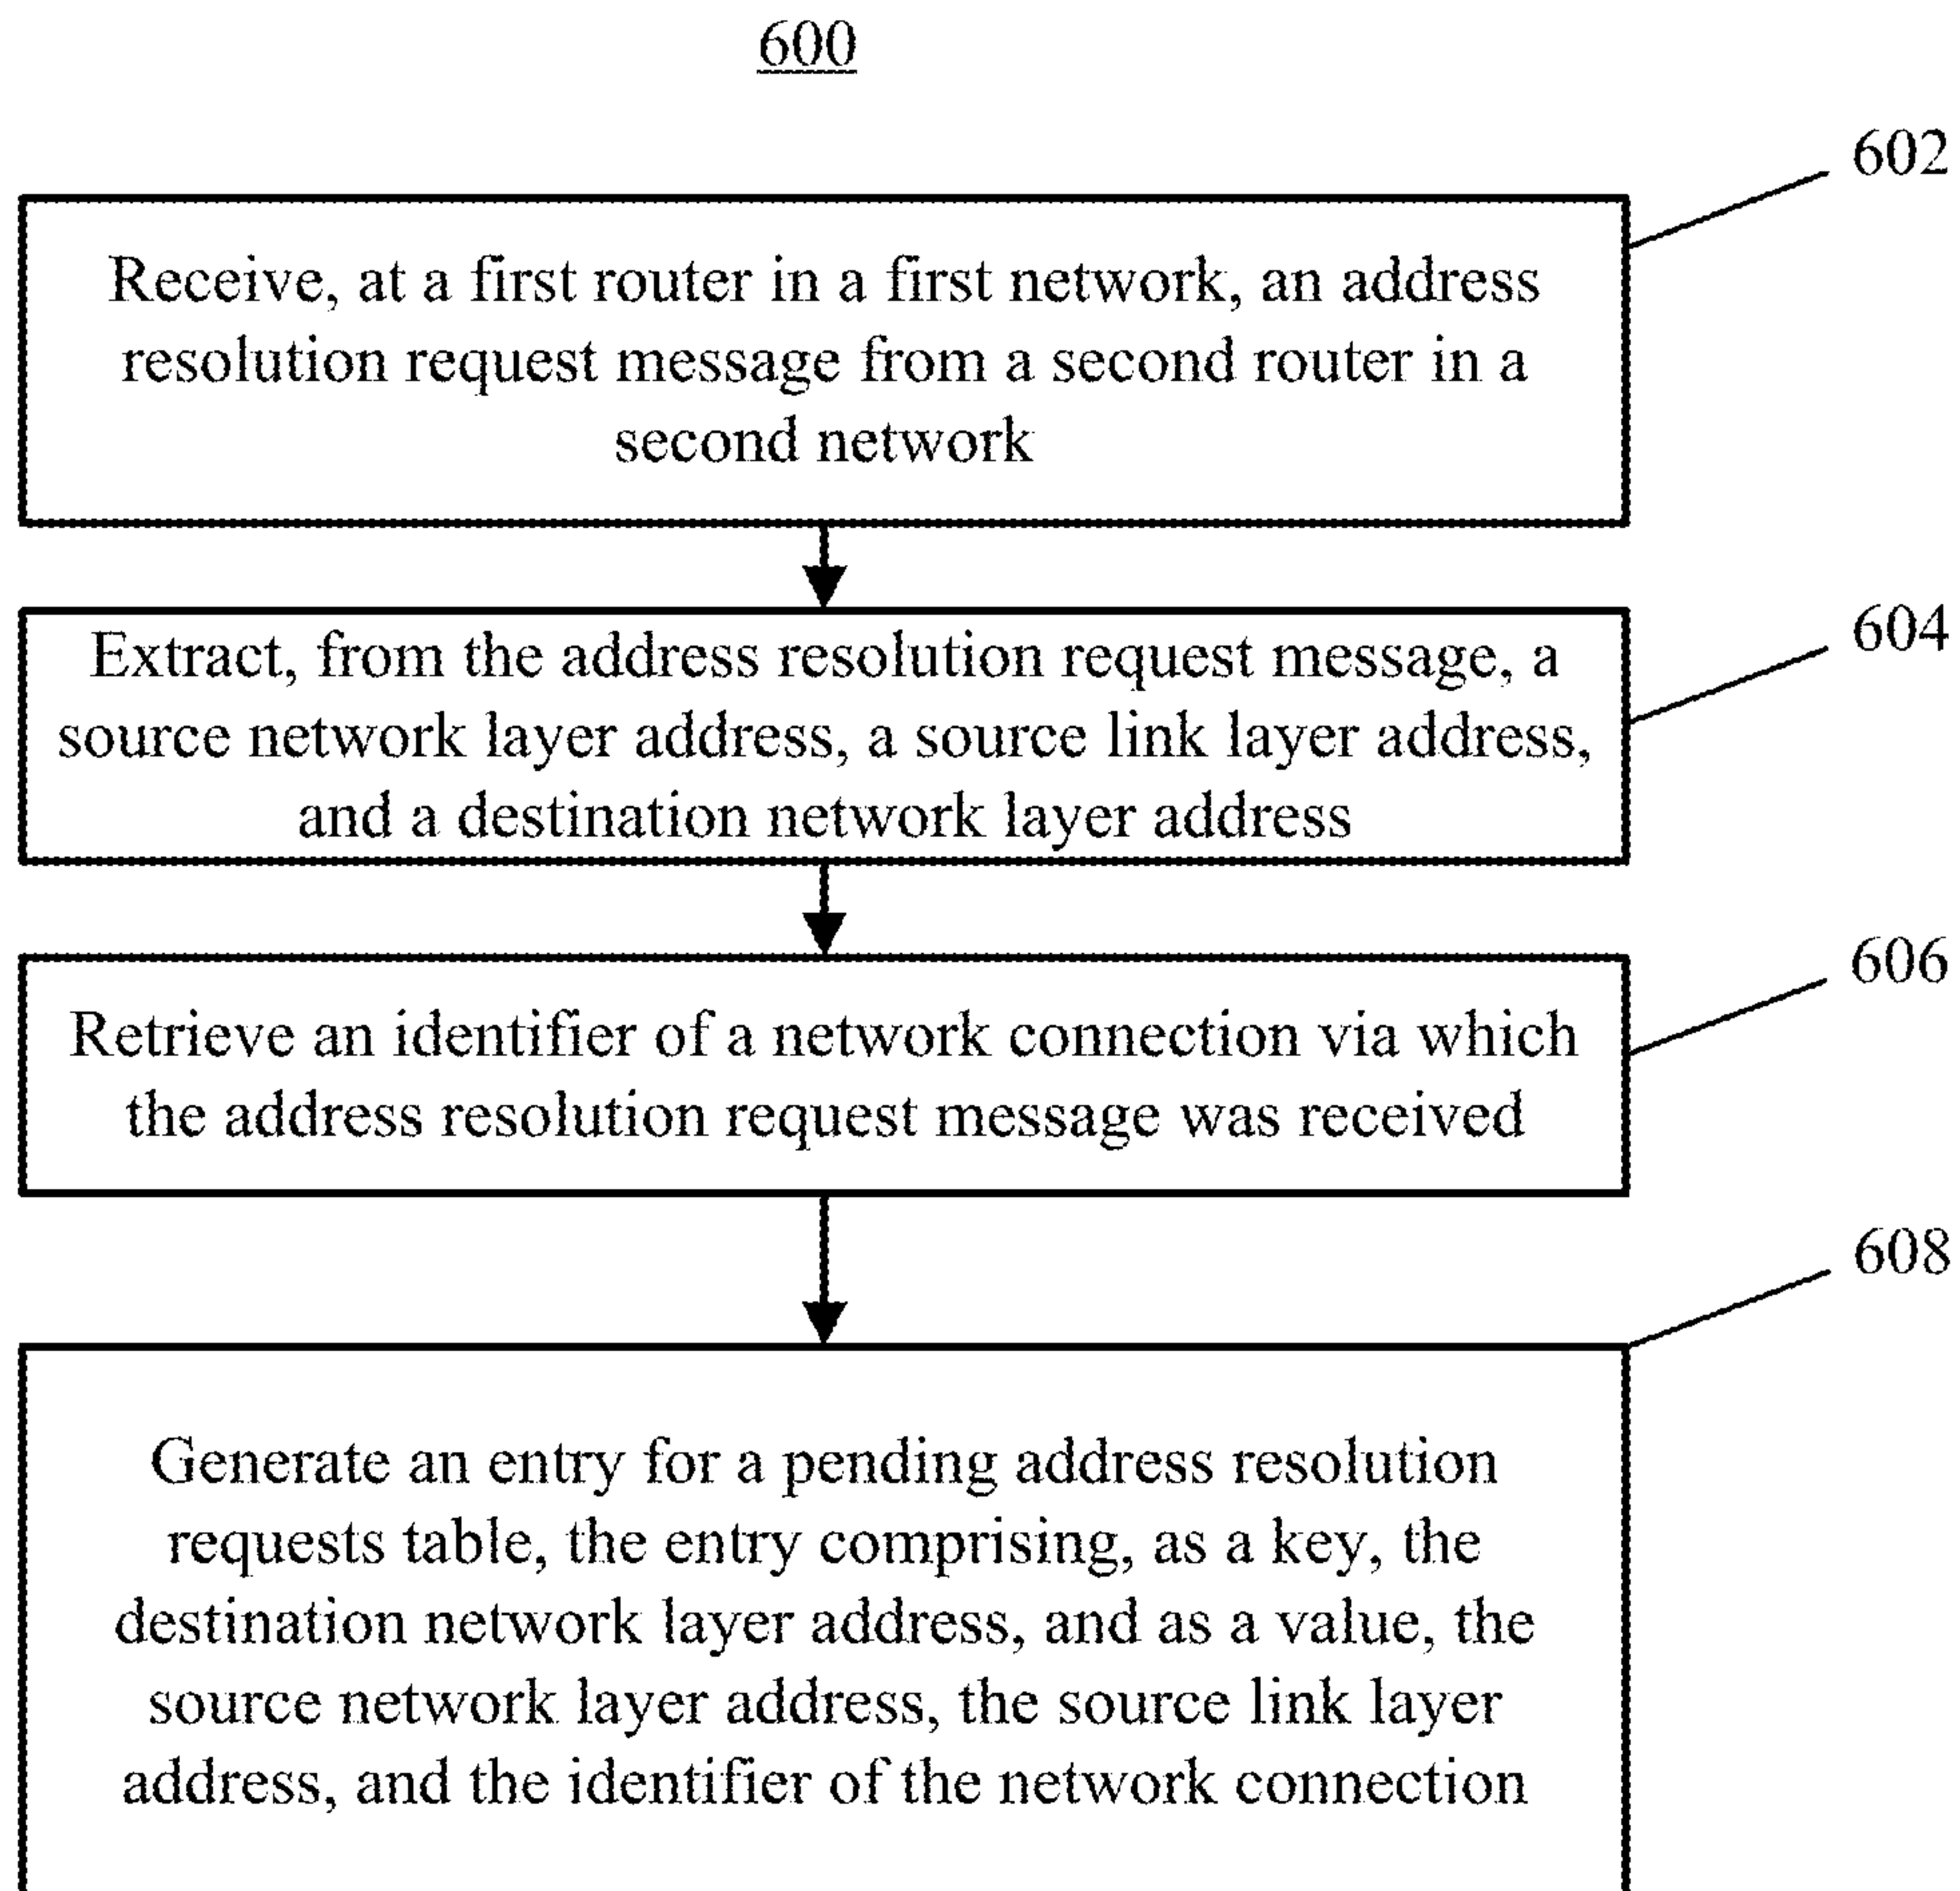 600
602
Receive, at a first router in a first network, an address
resolution request message from a second router in a
second network
604
Extract, from the address resolution request message, a
source network layer address, a source link layer address,
and a destination network layer address
606
Retrieve an identifier of a network connection via which
the address resolution request message was received
608
Generate an entry for a pending address resolution
requests table, the entry comprising, as a key, the
destination network layer address, and as a value, the
source network layer address, the source link layer
address, and the identifier of the network connection